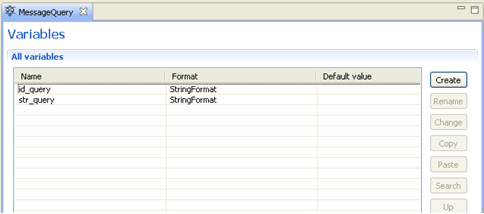 MessageQuery
Variables
All variables
Name Format Default value
id_query StringFormat
str_query StringFormat
Create
Rename
Change
Copy
Paste
Search
Up